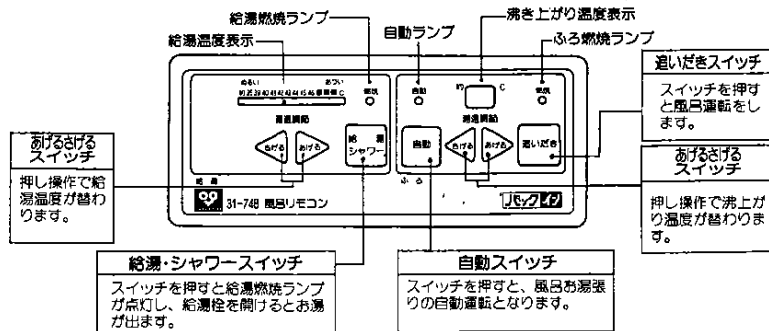 給湯燃焼ランプ
給湯温度表示
自動ランプ
沸き上がり温度表示
ふろ燃焼ランプ
ぬるい あつい
燃焼
自動
約 C
燃焼
湯温調節
さげる あげる
給湯
シャワー
自動
湯温調節
さげる あげる
追いだき
給湯
ふろ
31-748 風呂リモコン
追いだきスイッチ
スイッチを押す
と風呂運転をし
ます。
あげるさげる
スイッチ
押し操作で給
湯温度が替わ
ります。
あげるさげる
スイッチ
押し操作で沸上が
り温度が替わりま
す。
給湯・シャワースイッチ
スイッチを押すと給湯燃焼ランプ
が点灯し、給湯栓を開けるとお湯
が出ます。
自動スイッチ
スイッチを押すと、風呂お湯張
りの自動運転となります。